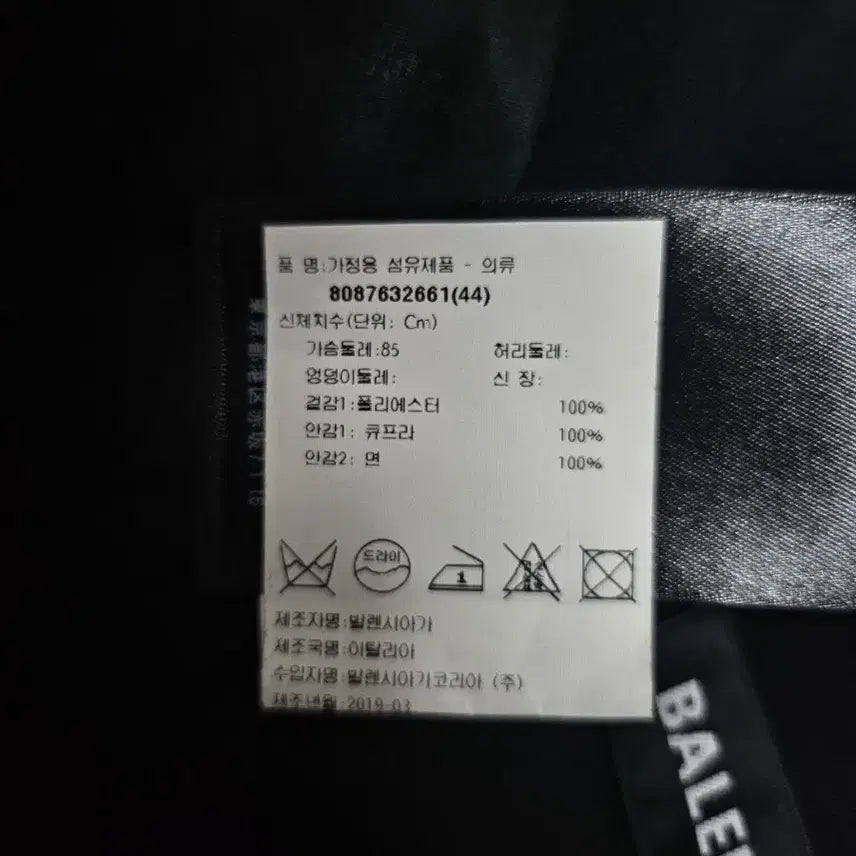 품 명:가정용 섬유제품 - 의류
8087632661(44)
신체치수(단위: Cm)
가슴둘레:85 허리둘레:
엉덩이둘레: 신 장:
겉감1:폴리에스터 100%
안감1: 큐프라 100%
안감2: 면 100%
드라이
1
제조자명:발렌시아가
제조국명:이탈리아
수입자명:발렌시아가코리아 (주)
제조년월:2019-03
BALEN